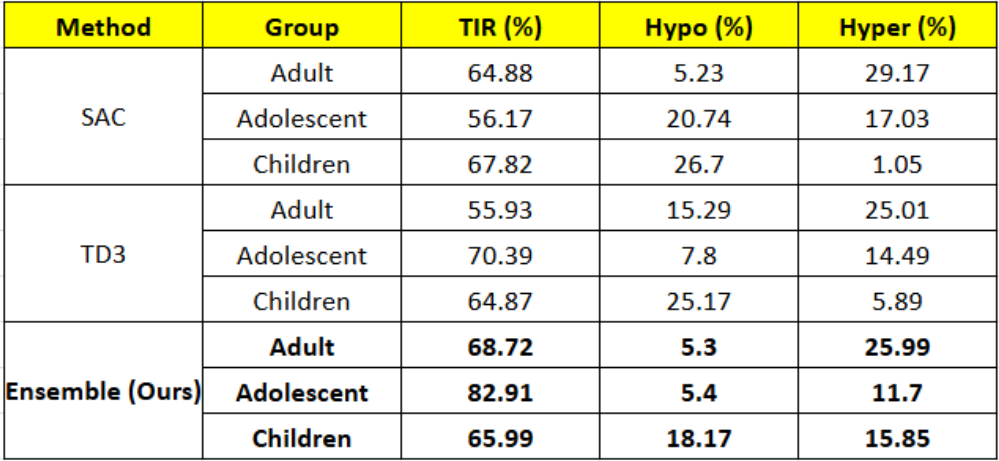 Method Group TIR (%) Hypo (%) Hyper (%)
SAC Adult 64.88 5.23 29.17
Adolescent 56.17 20.74 17.03
Children 67.82 26.7 1.05
TD3 Adult 55.93 15.29 25.01
Adolescent 70.39 7.8 14.49
Children 64.87 25.17 5.89
Ensemble (Ours) Adult 68.72 5.3 25.99
Adolescent 82.91 5.4 11.7
Children 65.99 18.17 15.85